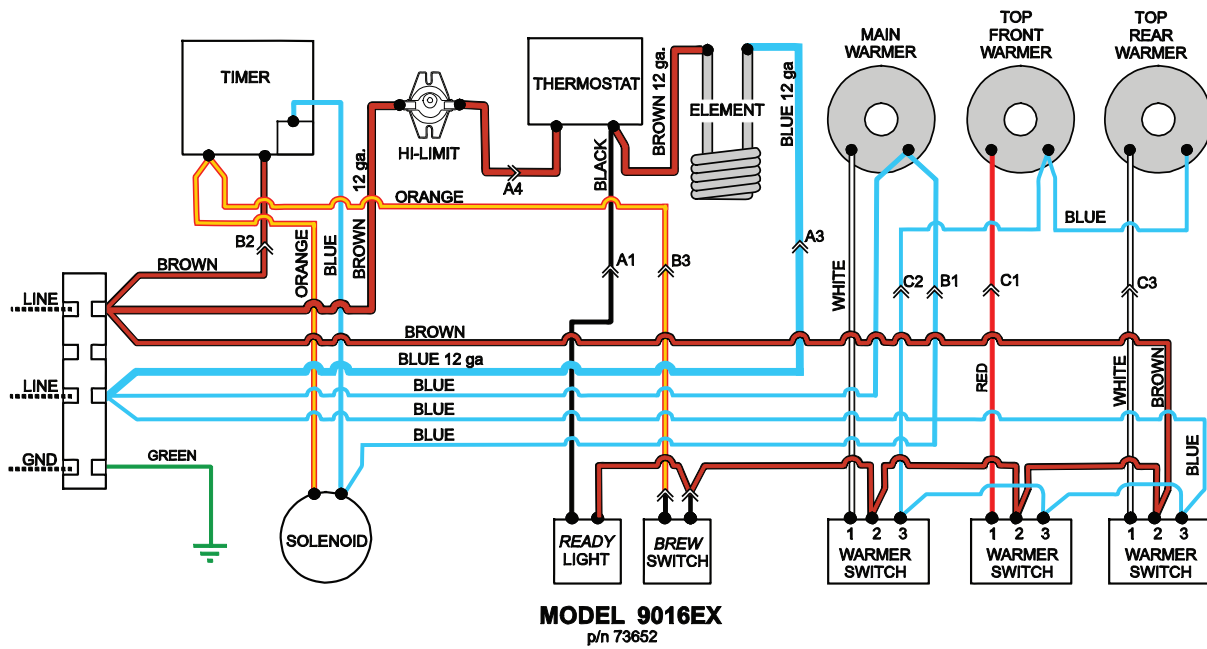 MAIN
WARMER
TOP
FRONT
WARMER
TOP
REAR
WARMER
TIMER
HI-LIMIT
THERMOSTAT
ELEMENT
BROWN 12 ga.
BLUE 12 ga
12 ga.
BROWN
A4
BLACK
ORANGE
BLUE
B2
BROWN
ORANGE
BLUE
A1
B3
A3
WHITE
C2
B1
C1
C3
LINE
BROWN
BLUE 12 ga
LINE
BLUE
BLUE
BLUE
RED
WHITE
BROWN
BLUE
GND
GREEN
SOLENOID
READY
LIGHT
BREW
SWITCH
1 2 3
WARMER
SWITCH
1 2 3
WARMER
SWITCH
1 2 3
WARMER
SWITCH
MODEL 9016EX
p/n 73652